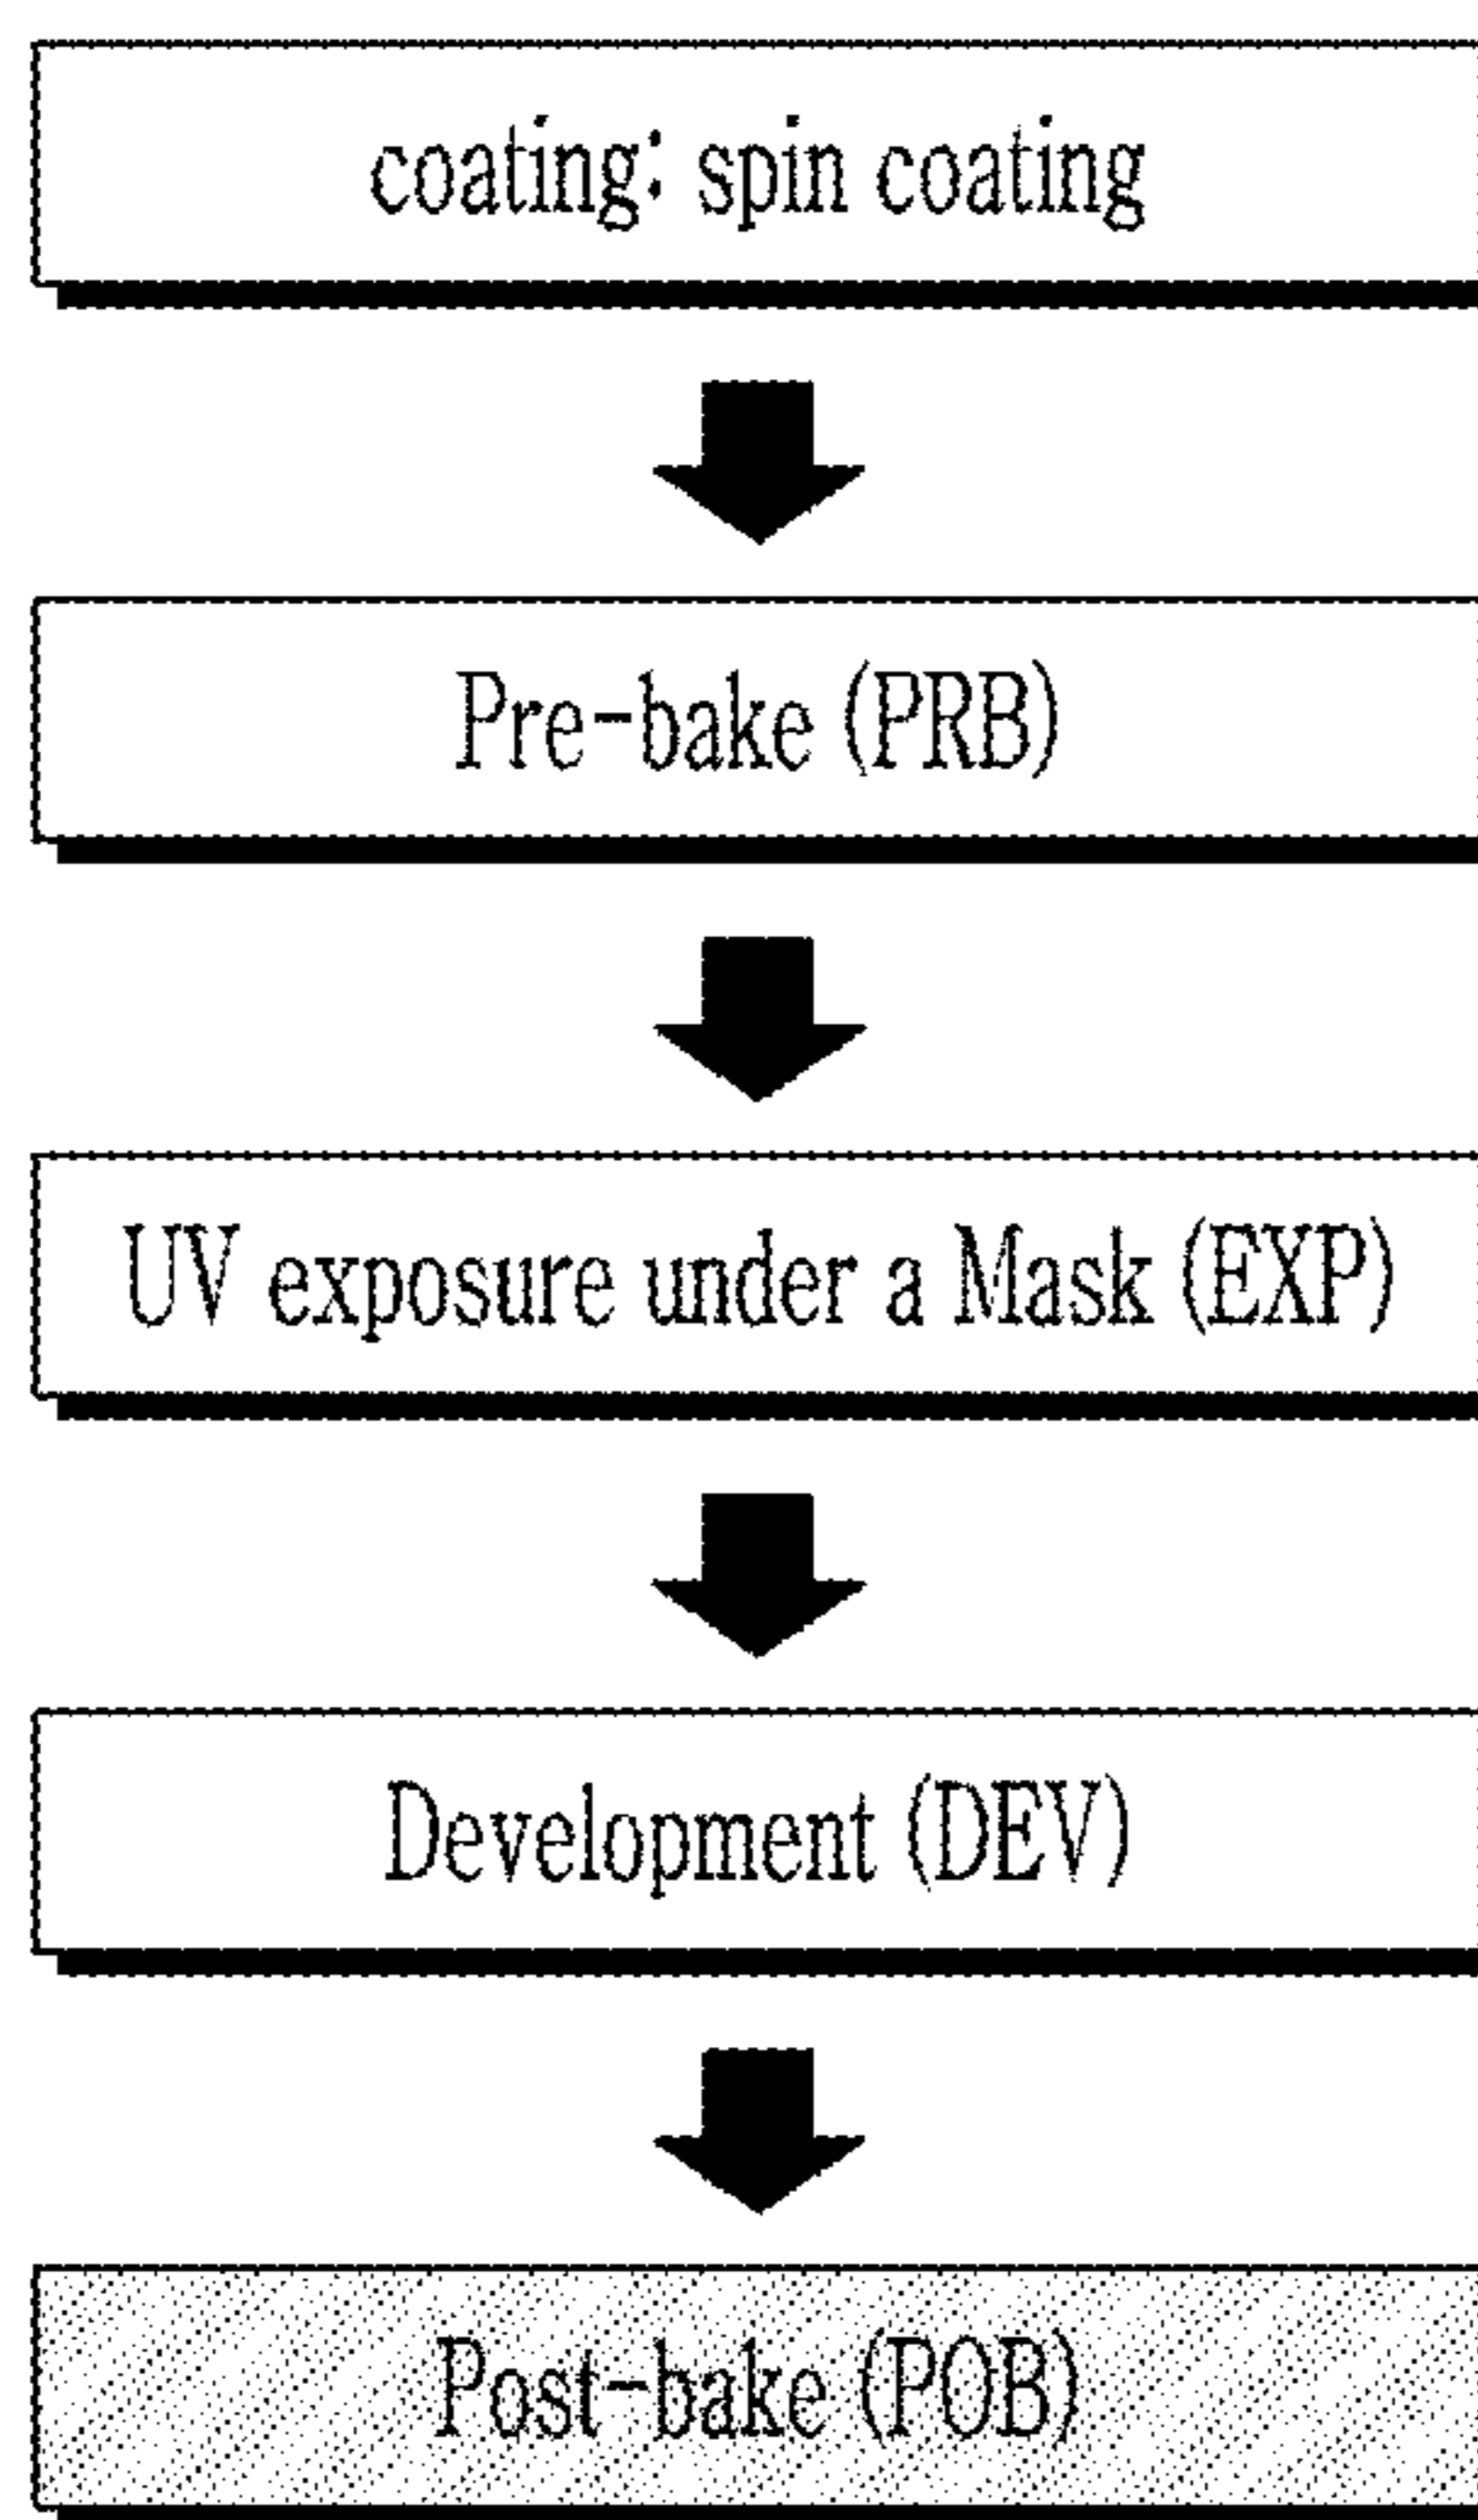 coating: spin coating
Pre-bake (PRB)
UV exposure under a Mask (EXP)
Development (DEV)
Post-bake (POB)